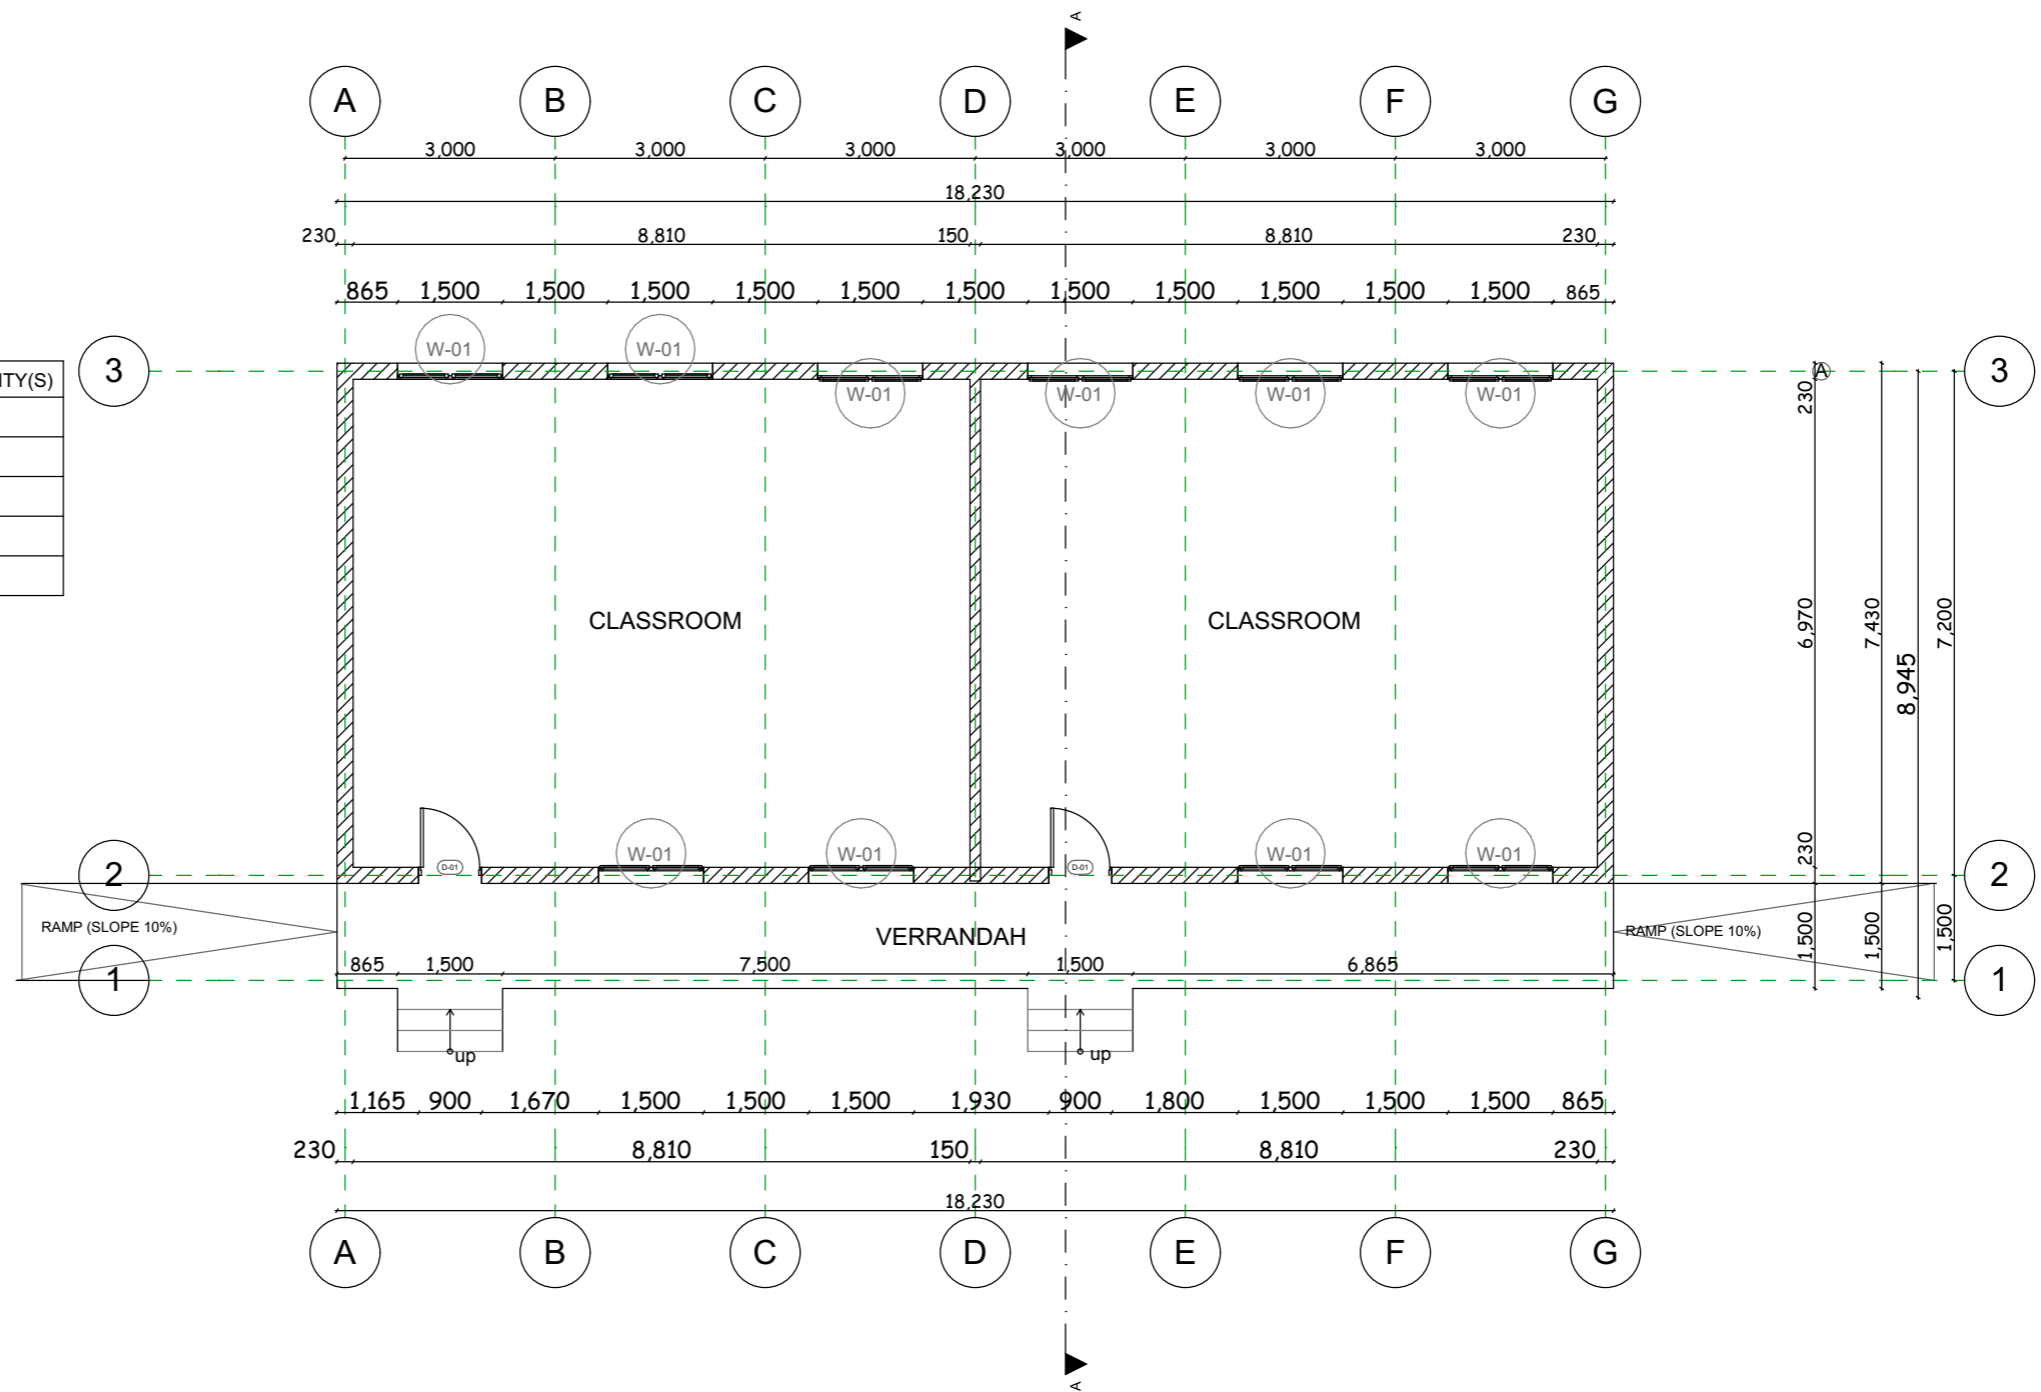 A
A B C D E F G
3,000 3,000 3,000 3,000 3,000 3,000
18,230
230 8,810 150 8,810 230
865 1,500 1,500 1,500 1,500 1,500 1,500 1,500 1,500 1,500 1,500 1,500 865
W-01 W-01
ITY(S)
3 A 3
W-01 W-01 W-01 W-01
230
CLASSROOM CLASSROOM
6,970 7,430 8,945 7,200
W-01 W-01 W-01 W-01
D-01 D-01
230
2 2
RAMP (SLOPE 10%) VERRANDAH RAMP (SLOPE 10%)
1,500 1,500 1,500
865 1,500 7,500 1,500 6,865
1 1
up up
1,165 900 1,670 1,500 1,500 1,500 1,930 900 1,800 1,500 1,500 1,500 865
230 8,810 150 8,810 230
18,230
A B C D E F G
A